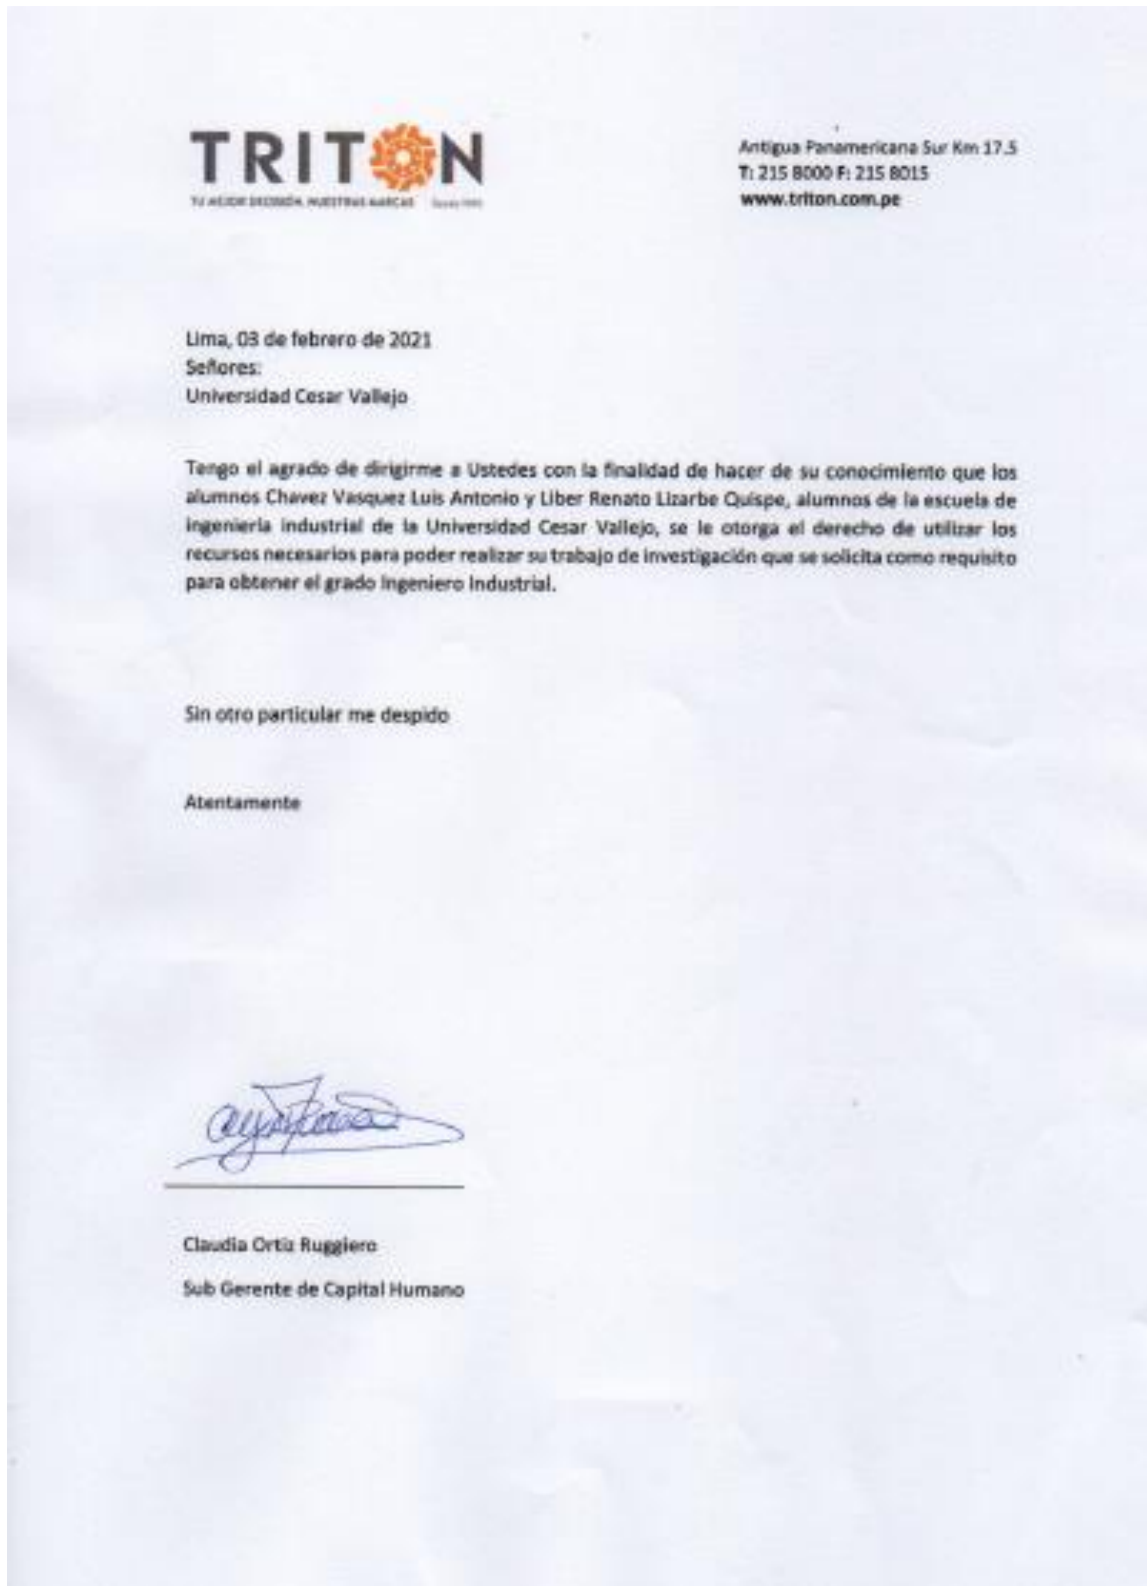 TRITON
TU MEJOR DECISIÓN, NUESTRAS MARCAS
Antigua Panamericana Sur Km 17.5
T: 215 8000 F: 215 8015
www.triton.com.pe
Lima, 03 de febrero de 2021
Señores:
Universidad Cesar Vallejo
Tengo el agrado de dirigirme a Ustedes con la finalidad de hacer de su conocimiento que los
alumnos Chavez Vasquez Luis Antonio y Liber Renato Lizarbe Quispe, alumnos de la escuela de
ingeniería industrial de la Universidad Cesar Vallejo, se le otorga el derecho de utilizar los
recursos necesarios para poder realizar su trabajo de investigación que se solicita como requisito
para obtener el grado Ingeniero Industrial.
Sin otro particular me despido
Atentamente
Claudia Ortiz Ruggiero
Sub Gerente de Capital Humano